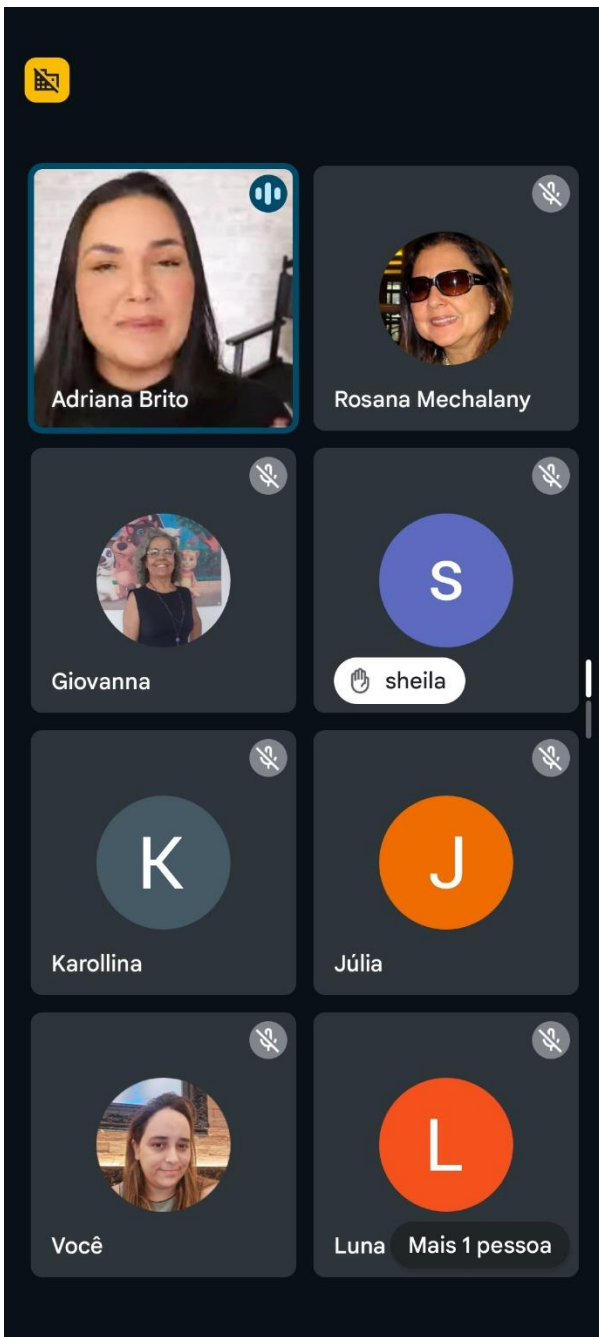 Adriana Brito
Rosana Mechalany
Giovanna
S
sheila
K
Karollina
J
Júlia
Você
L
Luna
Mais 1 pessoa